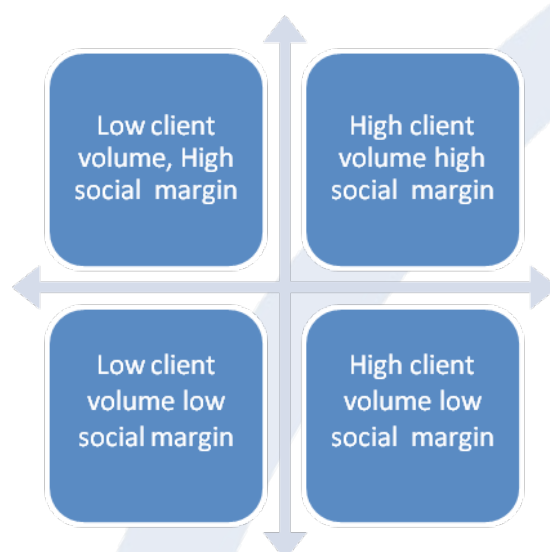 Low client
volume, High
social margin
High client
volume high
social margin
Low client
volume low
social margin
High client
volume low
social margin